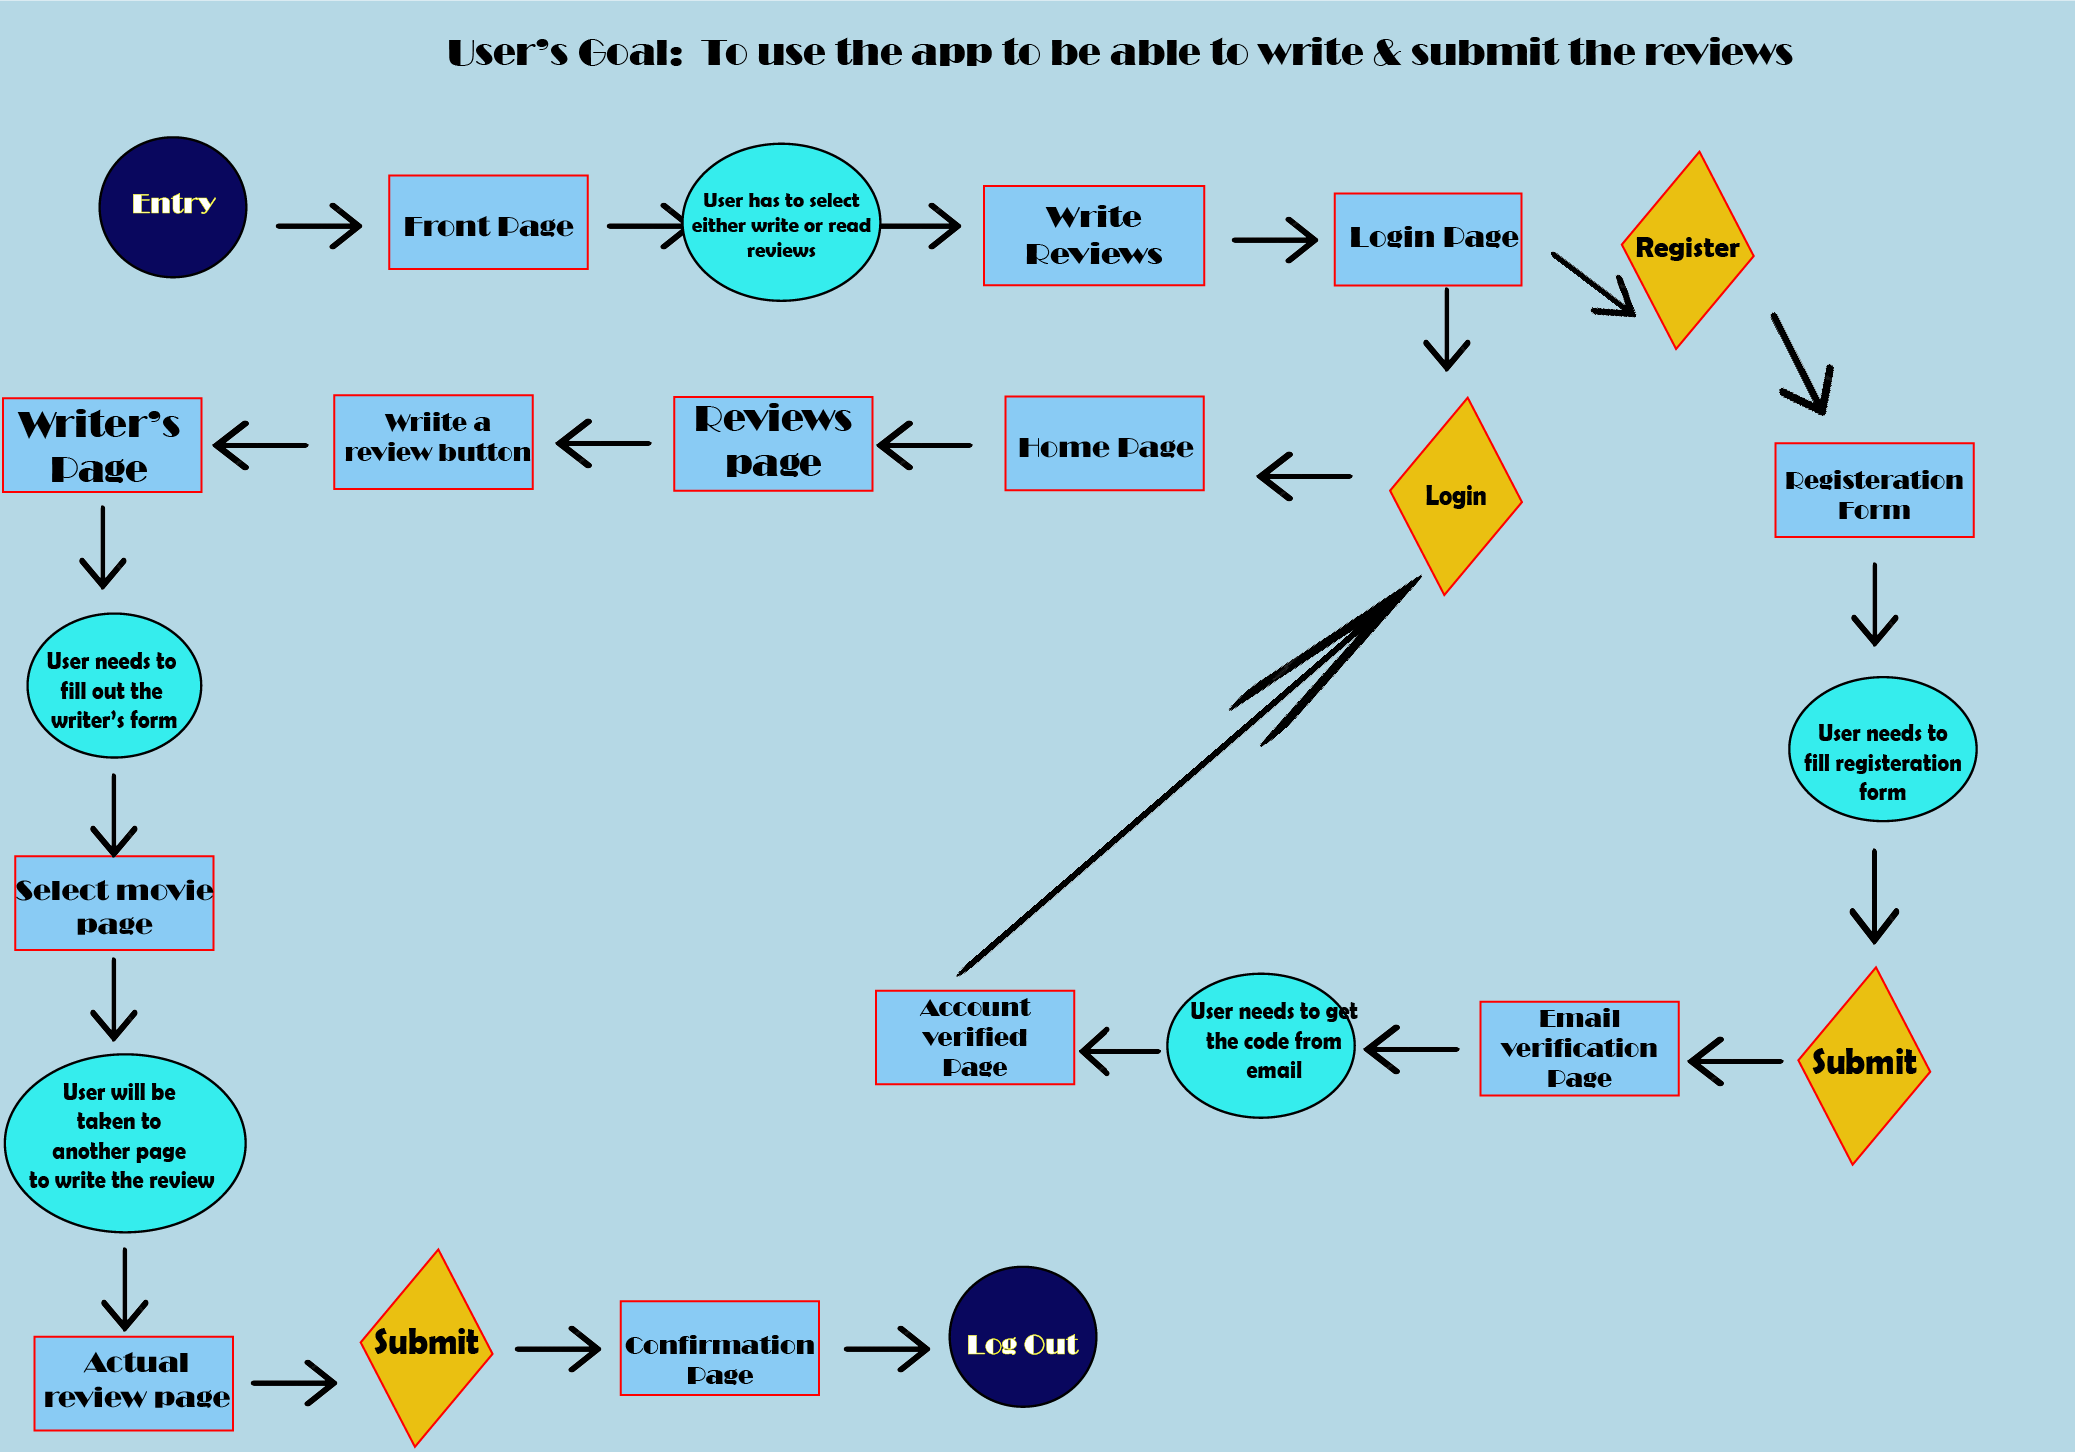 User's Goal: To use the app to be able to write & submit the reviews
Entry
Front Page
User has to select
either write or read
reviews
Write
Reviews
Login Page
Register
Writer's
Page
Wriite a
review button
Reviews
page
Home Page
Login
Registeration
Form
User needs to
fill out the
writer's form
User needs to
fill registeration
form
Select movie
page
Account
verified
Page
User needs to get
the code from
email
Email
verification
Page
Submit
User will be
taken to
another page
to write the review
Actual
review page
Submit
Confirmation
Page
Log Out